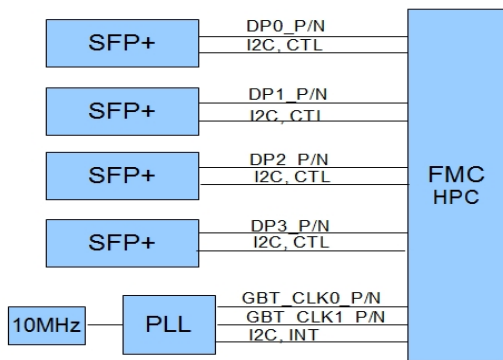 SFP+
DP0_P/N
I2C, CTL
SFP+
DP1_P/N
I2C, CTL
SFP+
DP2_P/N
I2C, CTL
SFP+
DP3_P/N
I2C, CTL
FMC
HPC
10MHz
PLL
GBT_CLK0_P/N
GBT_CLK1_P/N
I2C, INT